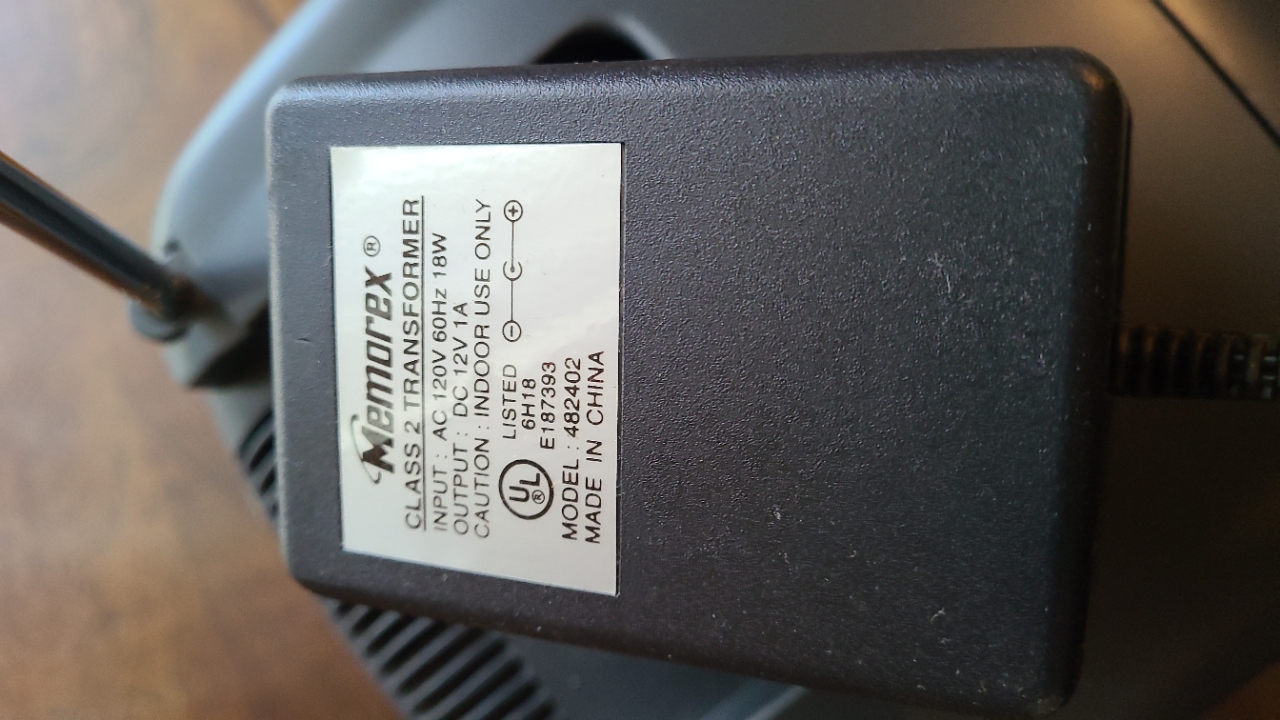 Memorex®
CLASS 2 TRANSFORMER
INPUT : AC 120V 60Hz 18W
OUTPUT : DC 12V 1A
CAUTION : INDOOR USE ONLY
UL® LISTED
6H18
E187393
MODEL : 482402
MADE IN CHINA